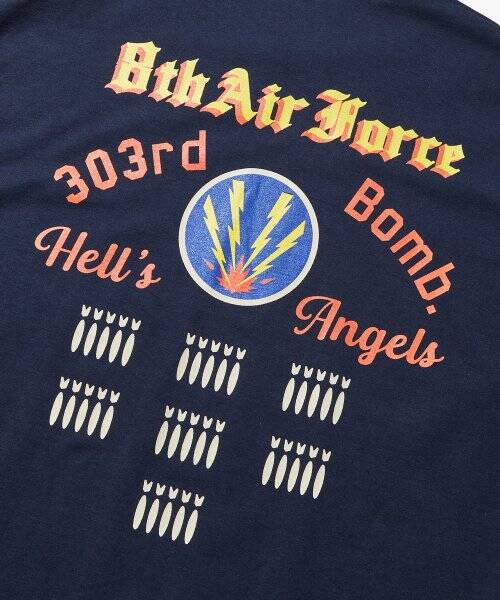 8th Air Force
303rd Bomb.
Hell's Angels